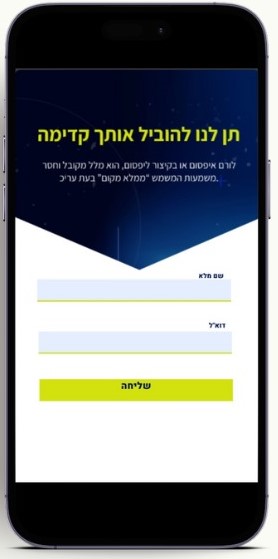 תן לנו להוביל אותך קדימה
לורם איפסום או בקיצור ליפסום, הוא מלל מקובל וחסר
.משמעות המשמש "ממלא מקום" בעת עריכ
שם מלא
דוא"ל
שליחה